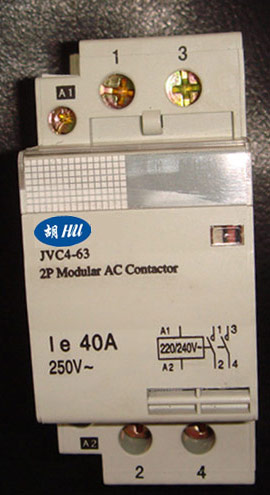 1 3
A1
胡 HU
JVC4-63
2P Modular AC Contactor
Ie 40A
250V~
A1 1 3
220/240V~
A2 2 4
A2
2 4